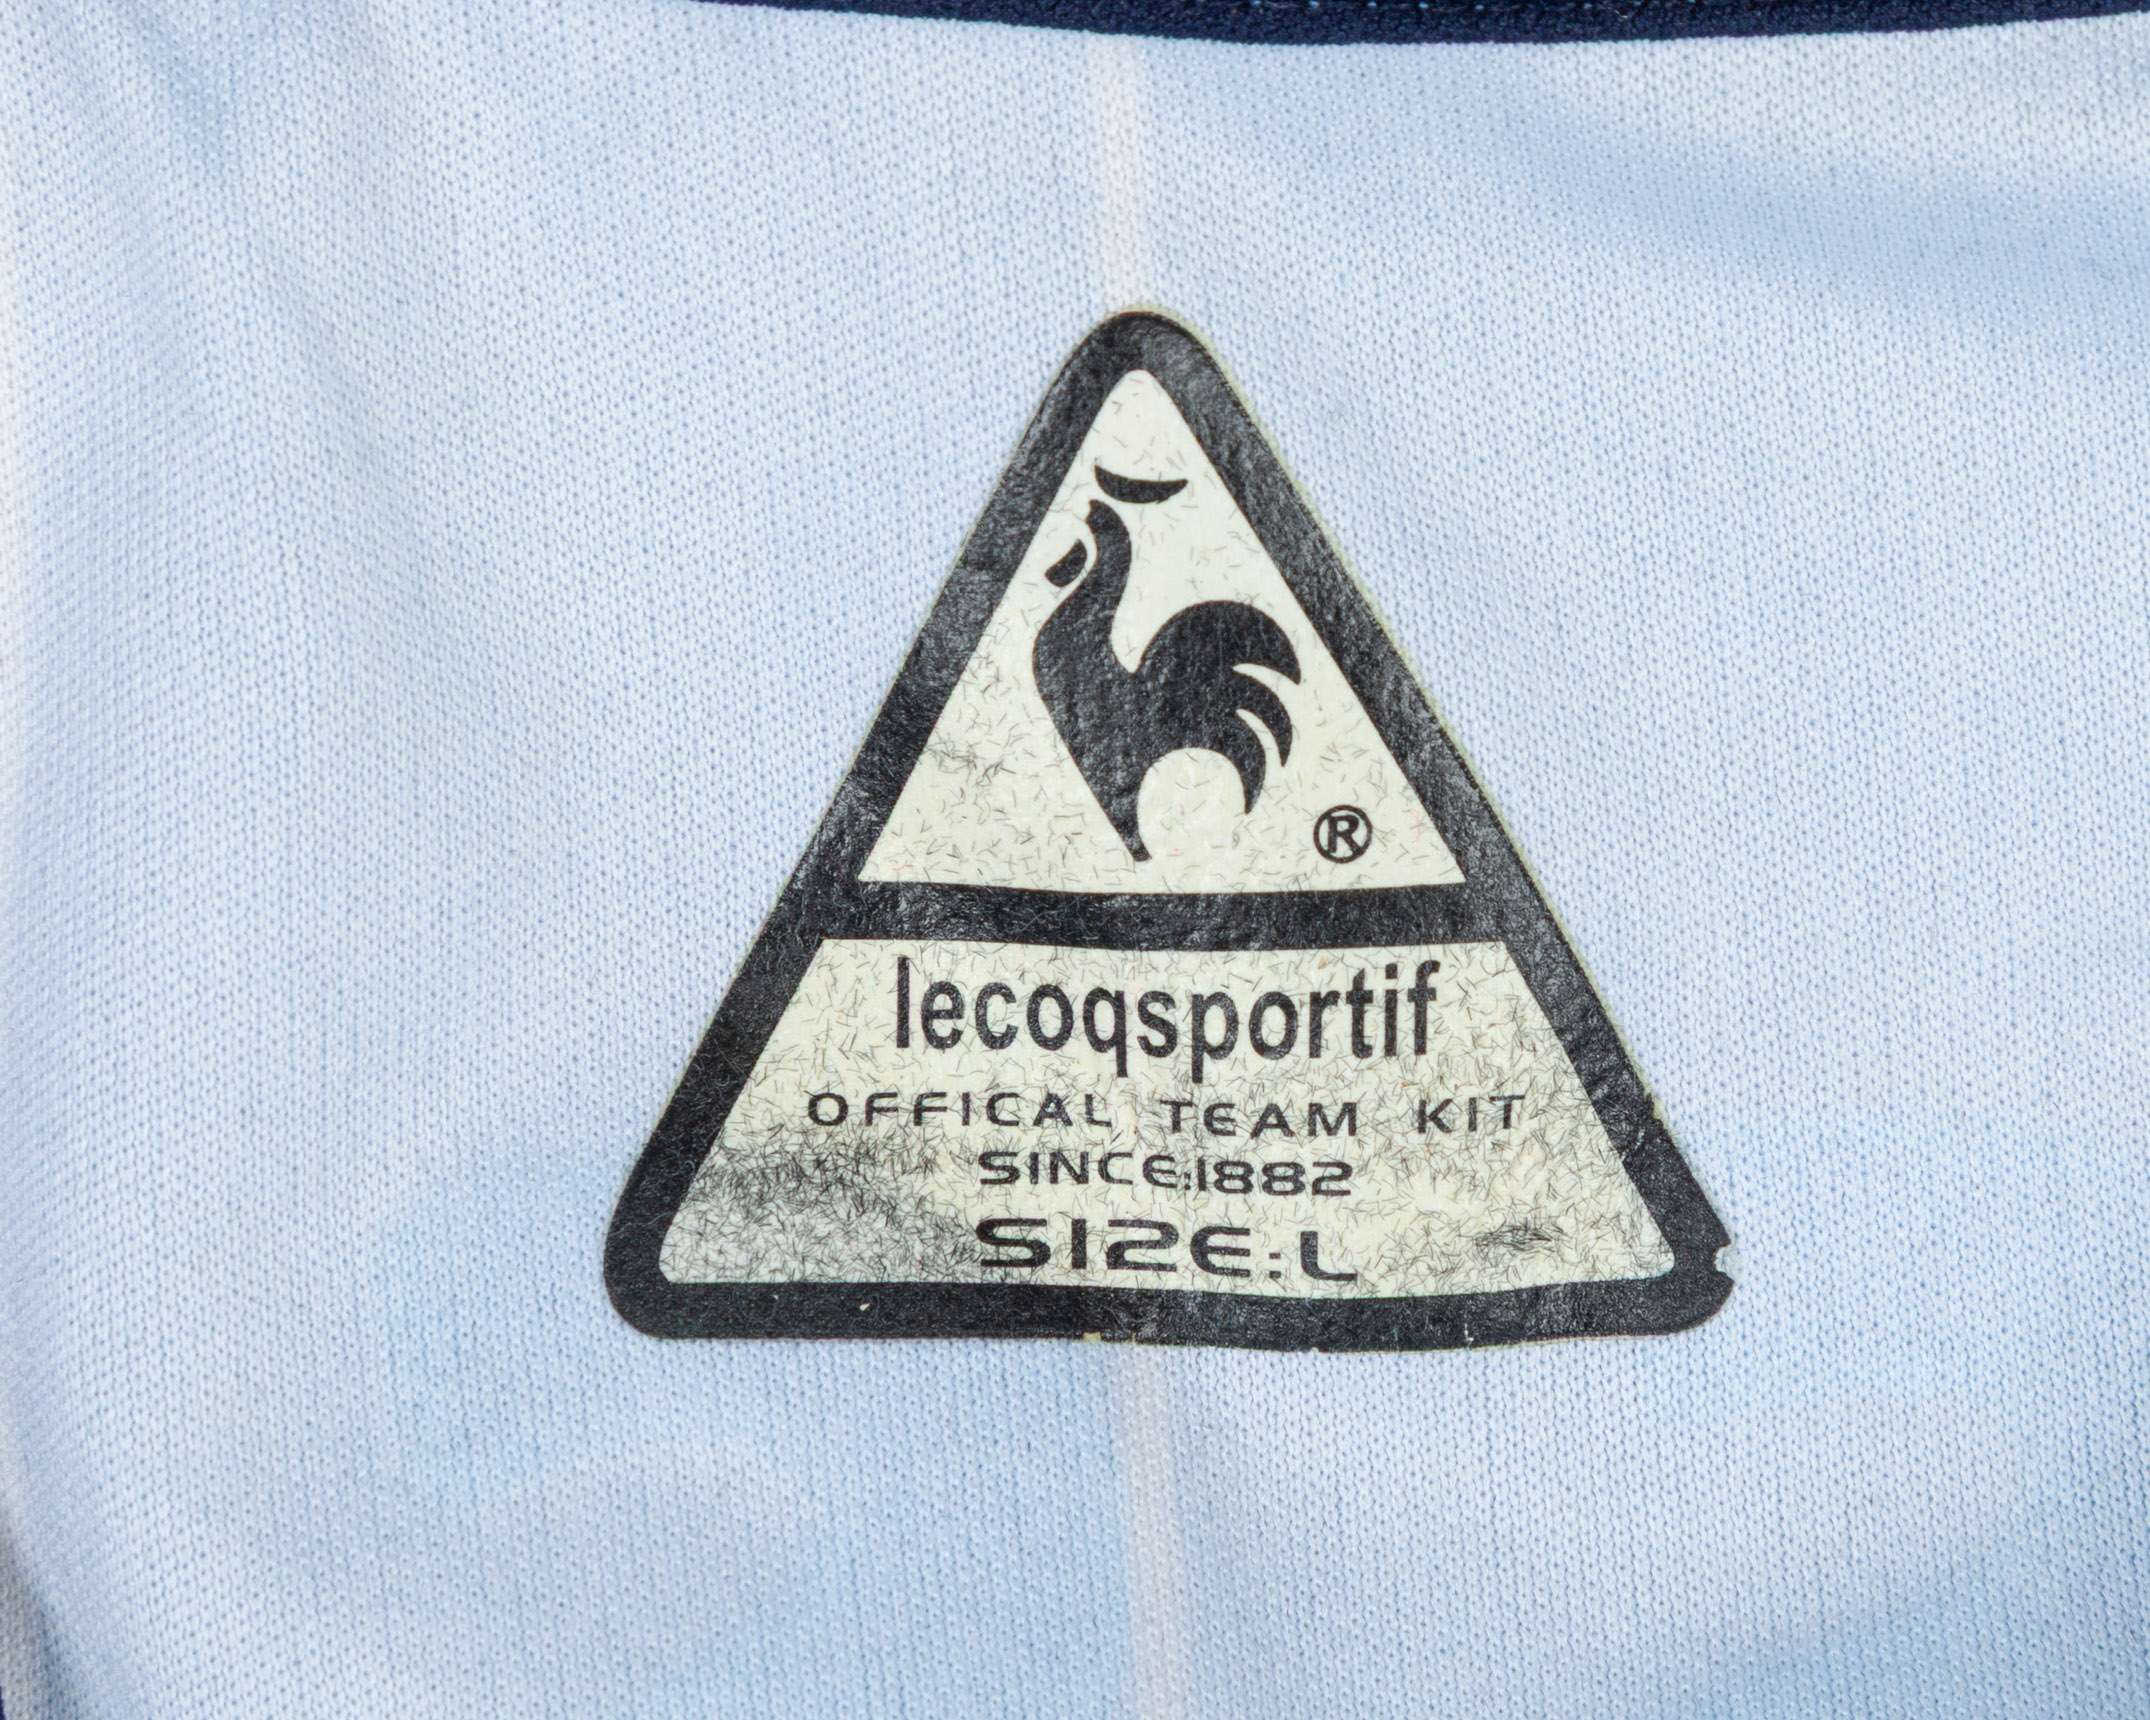 ®
lecoqsportif
OFFICAL TEAM KIT
SINCE:1882
SIZE:L